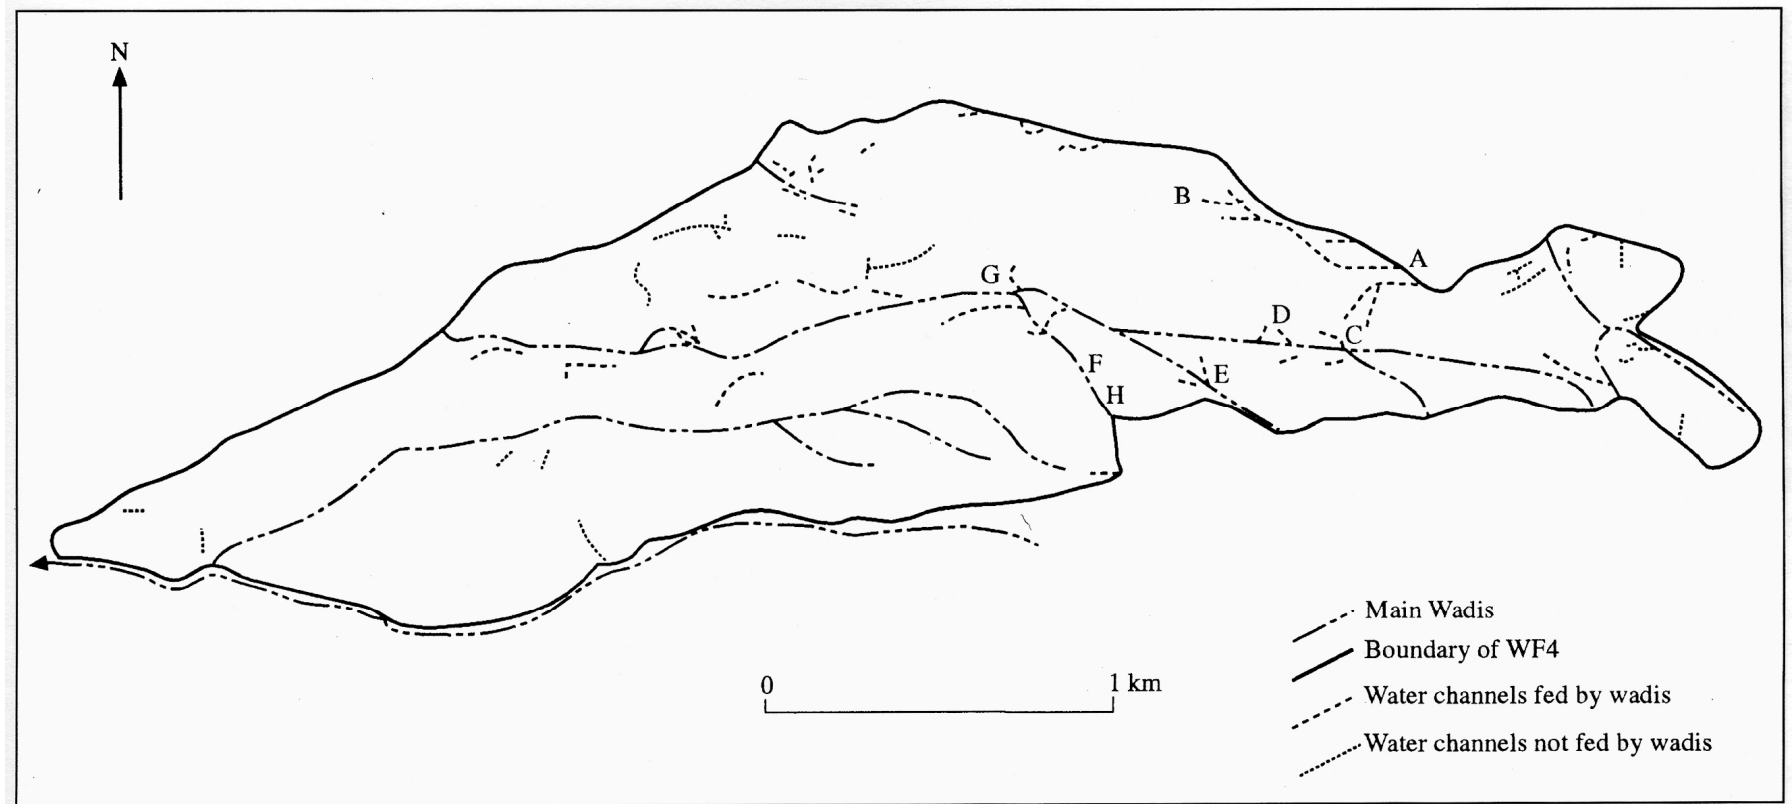 N
B
A
G
D
C
F
E
H
0 1 km
Main Wadis
Boundary of WF4
Water channels fed by wadis
Water channels not fed by wadis